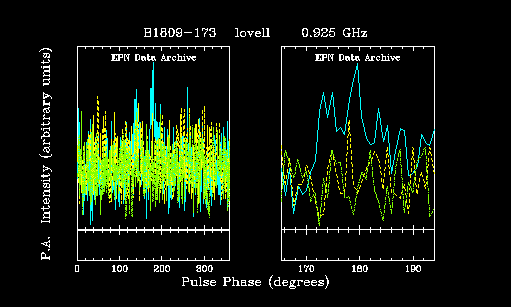 B1809-173 lovell 0.925 GHz
EPN Data Archive EPN Data Archive
P.A. Intensity (arbitrary units)
0 100 200 300 170 180 190
Pulse Phase (degrees)